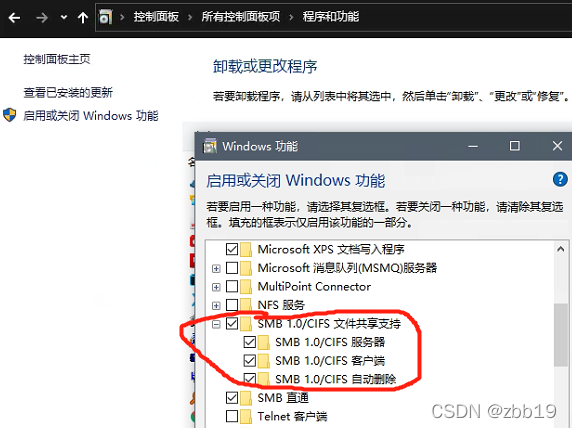 控制面板 › 所有控制面板项 › 程序和功能
控制面板主页
卸载或更改程序
查看已安装的更新
若要卸载程序，请从列表中将其选中，然后单击“卸载”、“更改”或“修复”。
启用或关闭 Windows 功能
Windows 功能
启用或关闭 Windows 功能
若要启用一种功能，请选择其复选框。若要关闭一种功能，请清除其复选
框。填充的框表示仅启用该功能的一部分。
Microsoft XPS 文档写入程序
Microsoft 消息队列(MSMQ)服务器
MultiPoint Connector
NFS 服务
SMB 1.0/CIFS 文件共享支持
SMB 1.0/CIFS 服务器
SMB 1.0/CIFS 客户端
SMB 1.0/CIFS 自动删除
SMB 直通
Telnet 客户端
CSDN @zbb19